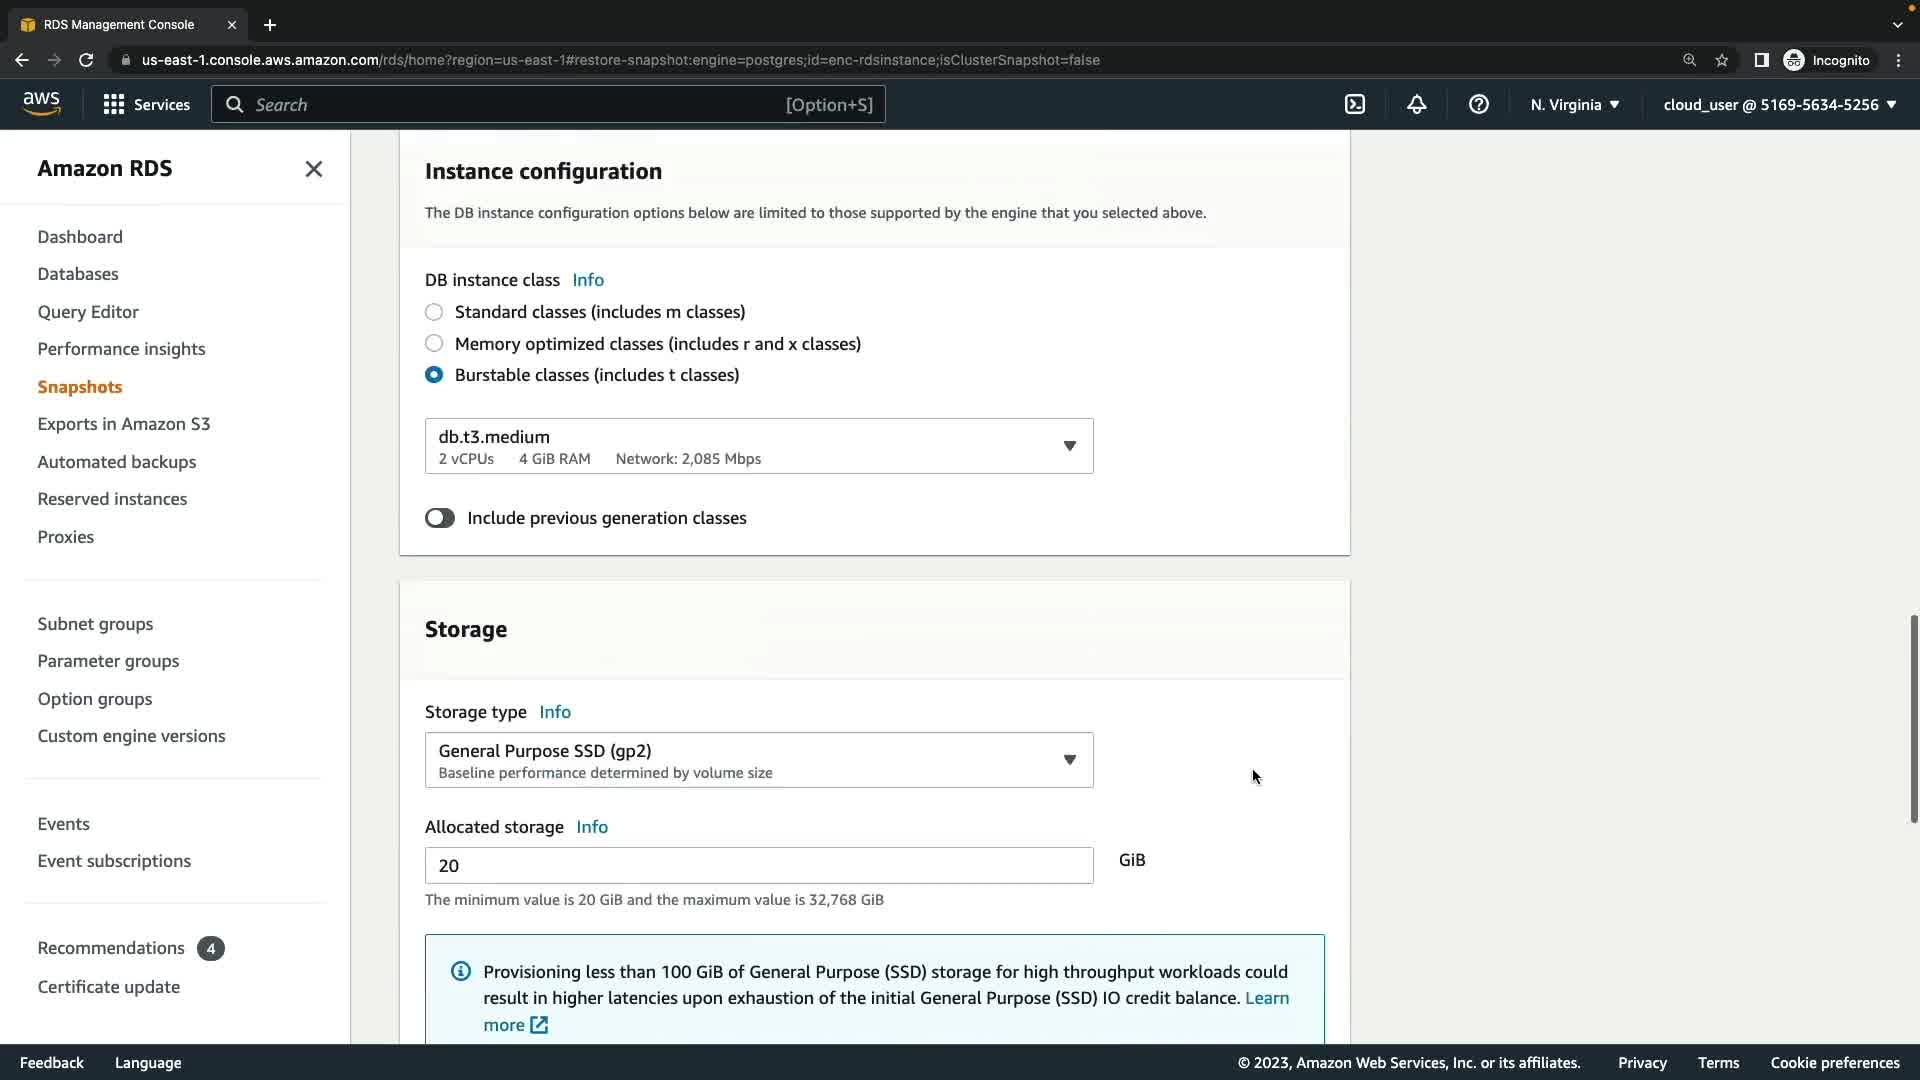 RDS Management Console
us-east-1.console.aws.amazon.com/rds/home?region=us-east-1#restore-snapshot:engine=postgres;id=enc-rdsinstance;isClusterSnapshot=false
Incognito
aws
Services
Search
[Option+S]
N. Virginia
cloud_user @ 5169-5634-5256
Amazon RDS
Dashboard
Databases
Query Editor
Performance insights
Snapshots
Exports in Amazon S3
Automated backups
Reserved instances
Proxies
Subnet groups
Parameter groups
Option groups
Custom engine versions
Events
Event subscriptions
Recommendations 4
Certificate update
Instance configuration
The DB instance configuration options below are limited to those supported by the engine that you selected above.
DB instance class Info
Standard classes (includes m classes)
Memory optimized classes (includes r and x classes)
Burstable classes (includes t classes)
db.t3.medium
2 vCPUs 4 GiB RAM Network: 2,085 Mbps
Include previous generation classes
Storage
Storage type Info
General Purpose SSD (gp2)
Baseline performance determined by volume size
Allocated storage Info
20
GiB
The minimum value is 20 GiB and the maximum value is 32,768 GiB
Provisioning less than 100 GiB of General Purpose (SSD) storage for high throughput workloads could
result in higher latencies upon exhaustion of the initial General Purpose (SSD) IO credit balance. Learn
more
Feedback
Language
© 2023, Amazon Web Services, Inc. or its affiliates.
Privacy
Terms
Cookie preferences